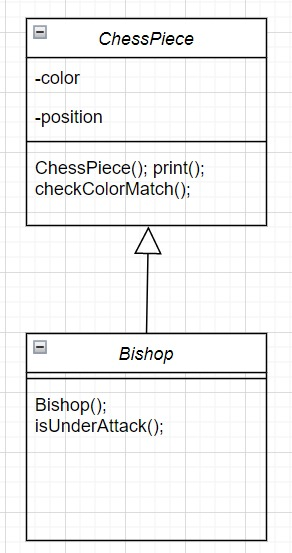 ChessPiece
-color
-position
ChessPiece(); print();
checkColorMatch();
Bishop
Bishop();
isUnderAttack();